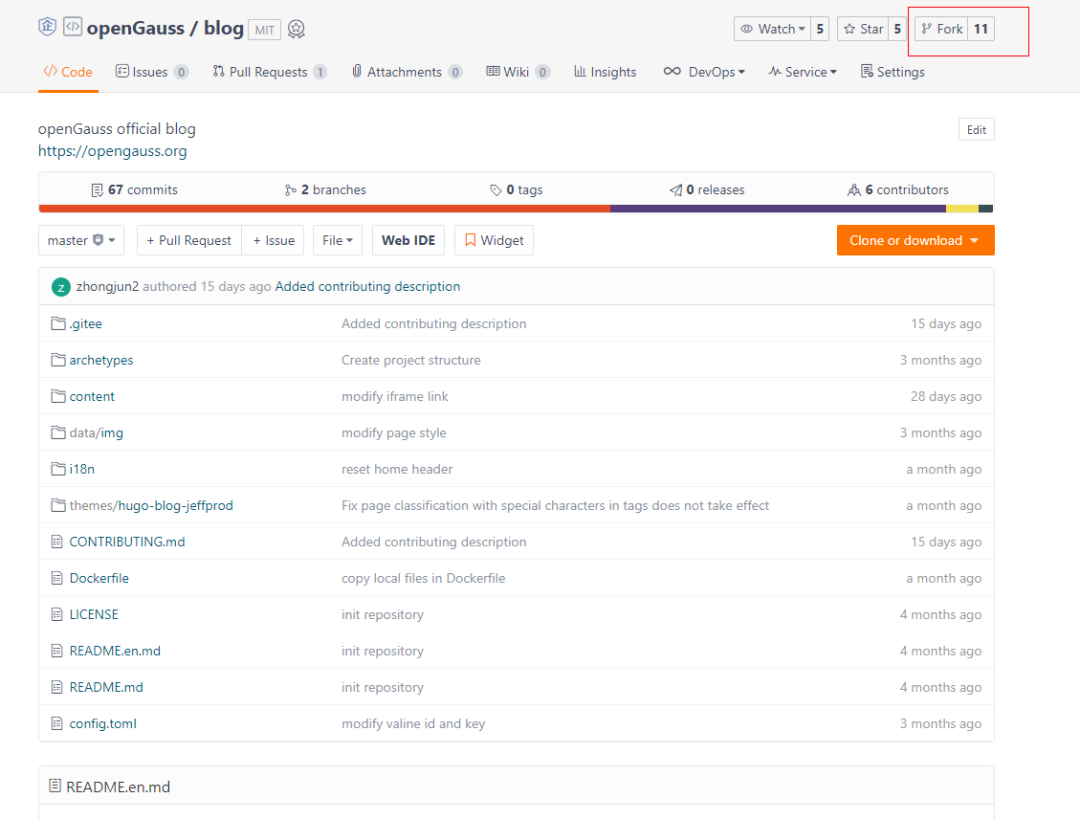 企 openGauss / blog MIT Watch 5 Star 5 Fork 11
Code Issues 0 Pull Requests 1 Attachments 0 Wiki 0 Insights DevOps Service Settings
openGauss official blog Edit
https://opengauss.org
67 commits 2 branches 0 tags 0 releases 6 contributors
master + Pull Request + Issue File Web IDE Widget Clone or download
z zhongjun2 authored 15 days ago Added contributing description
.gitee Added contributing description 15 days ago
archetypes Create project structure 3 months ago
content modify iframe link 28 days ago
data/img modify page style 3 months ago
i18n reset home header a month ago
themes/hugo-blog-jeffprod Fix page classification with special characters in tags does not take effect a month ago
CONTRIBUTING.md Added contributing description 15 days ago
Dockerfile copy local files in Dockerfile a month ago
LICENSE init repository 4 months ago
README.en.md init repository 4 months ago
README.md init repository 4 months ago
config.toml modify valine id and key 3 months ago
README.en.md